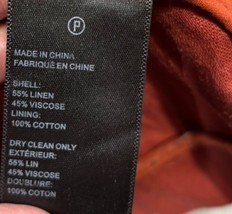 P
MADE IN CHINA
FABRIQUÉ EN CHINE
SHELL:
55% LINEN
45% VISCOSE
LINING:
100% COTTON
DRY CLEAN ONLY
EXTÉRIEUR:
55% LIN
45% VISCOSE
DOUBLURE:
100% COTON